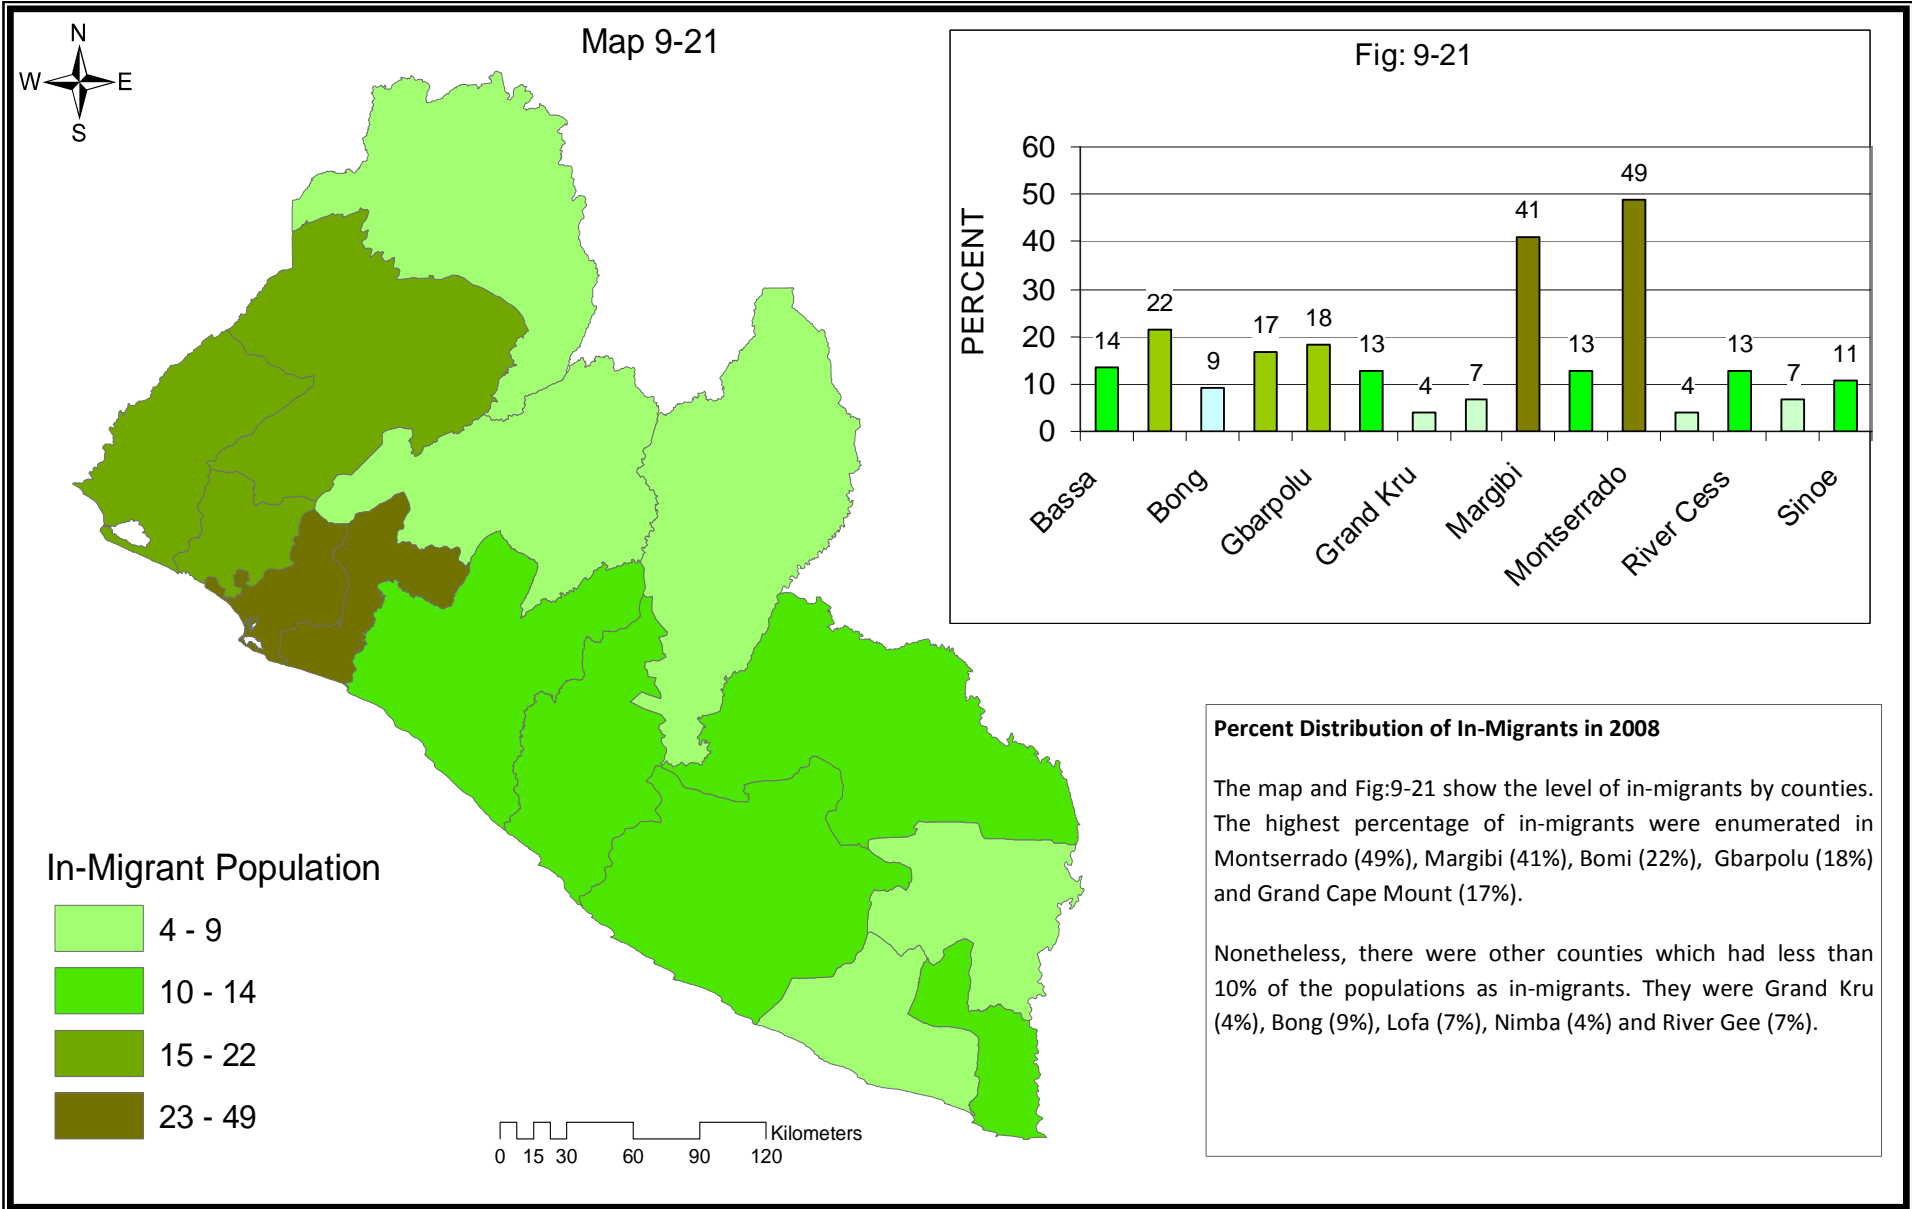 N
W E
S
Map 9-21
Fig: 9-21
PERCENT
60
50
40
30
20
10
0
14
22
9
17
18
13
4
7
41
13
49
4
13
7
11
Bassa
Bong
Gbarpolu
Grand Kru
Margibi
Montserrado
River Cess
Sinoe
In-Migrant Population
4 - 9
10 - 14
15 - 22
23 - 49
Kilometers
0 15 30 60 90 120
Percent Distribution of In-Migrants in 2008
The map and Fig:9-21 show the level of in-migrants by counties.
The highest percentage of in-migrants were enumerated in
Montserrado (49%), Margibi (41%), Bomi (22%), Gbarpolu (18%)
and Grand Cape Mount (17%).
Nonetheless, there were other counties which had less than
10% of the populations as in-migrants. They were Grand Kru
(4%), Bong (9%), Lofa (7%), Nimba (4%) and River Gee (7%).